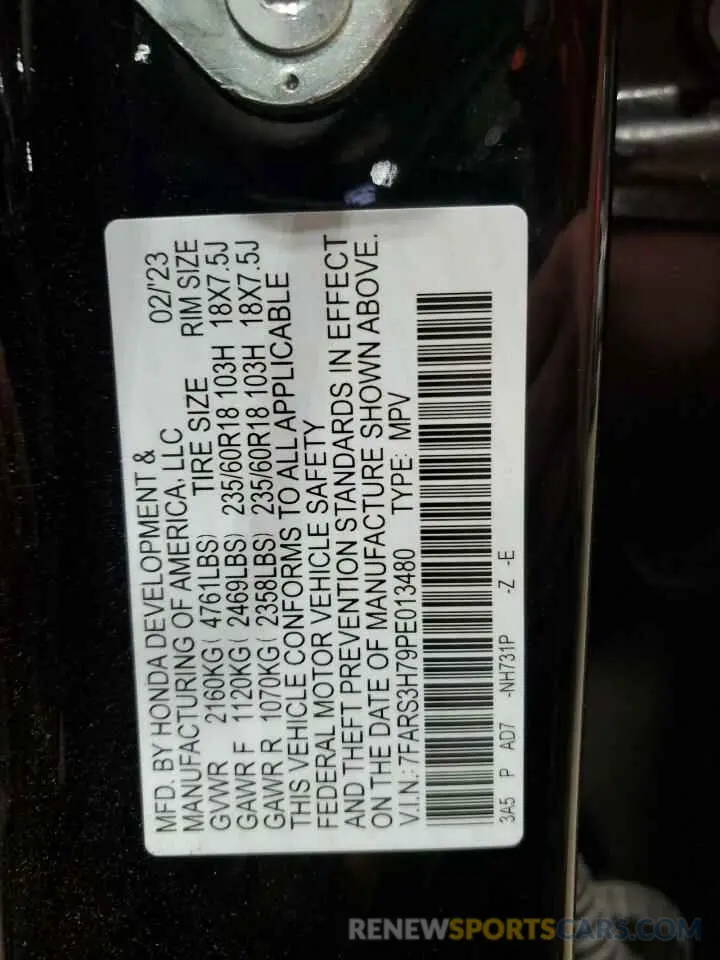 MFD. BY HONDA DEVELOPMENT & 02/'23
MANUFACTURING OF AMERICA, LLC
TIRE SIZE RIM SIZE
GVWR 2160KG( 4761LBS)
GAWR F 1120KG( 2469LBS) 235/60R18 103H 18X7.5J
GAWR R 1070KG( 2358LBS) 235/60R18 103H 18X7.5J
THIS VEHICLE CONFORMS TO ALL APPLICABLE
FEDERAL MOTOR VEHICLE SAFETY
AND THEFT PREVENTION STANDARDS IN EFFECT
ON THE DATE OF MANUFACTURE SHOWN ABOVE.
V.I.N.:7FARS3H79PE013480 TYPE: MPV
3A5 P AD7 -NH731P -Z -E
RENEWSPORTSCARS.COM